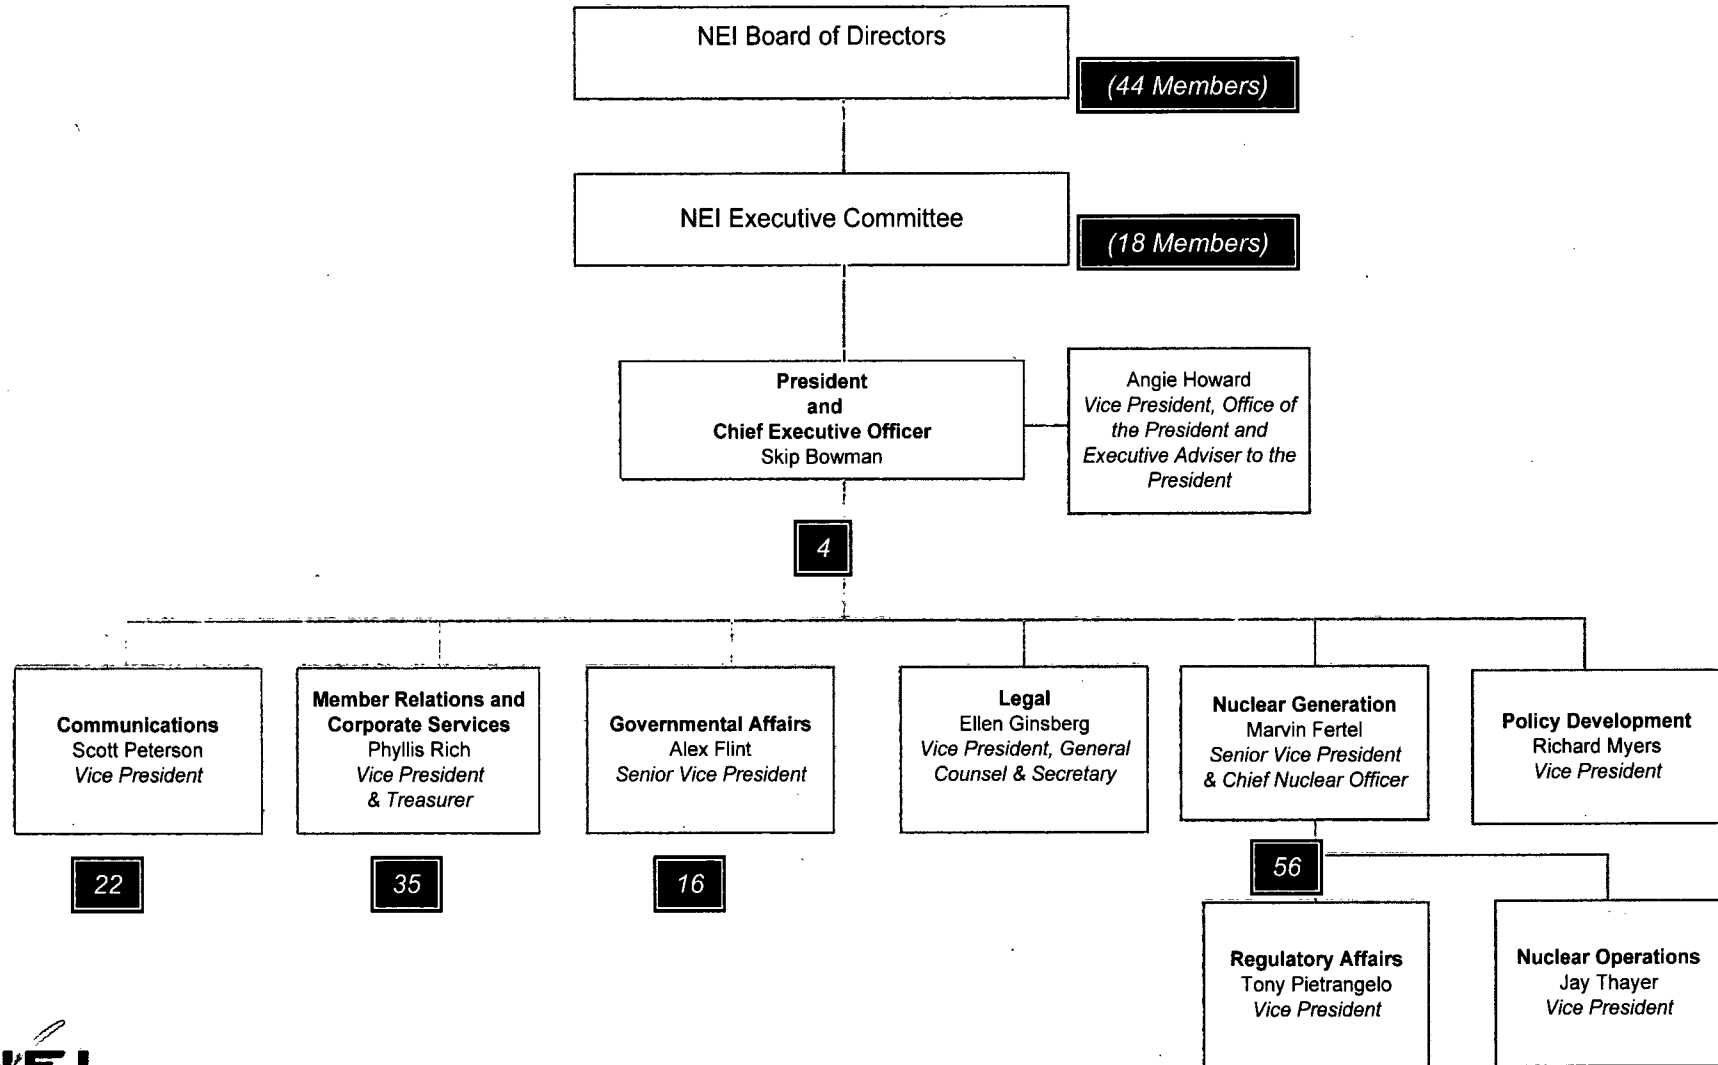 NEI Board of Directors
(44 Members)
NEI Executive Committee
(18 Members)
President
and
Chief Executive Officer
Skip Bowman
Angie Howard
Vice President, Office of
the President and
Executive Adviser to the
President
4
Communications
Scott Peterson
Vice President
22
Member Relations and
Corporate Services
Phyllis Rich
Vice President
& Treasurer
35
Governmental Affairs
Alex Flint
Senior Vice President
16
Legal
Ellen Ginsberg
Vice President, General
Counsel & Secretary
Nuclear Generation
Marvin Fertel
Senior Vice President
& Chief Nuclear Officer
56
Policy Development
Richard Myers
Vice President
Regulatory Affairs
Tony Pietrangelo
Vice President
Nuclear Operations
Jay Thayer
Vice President